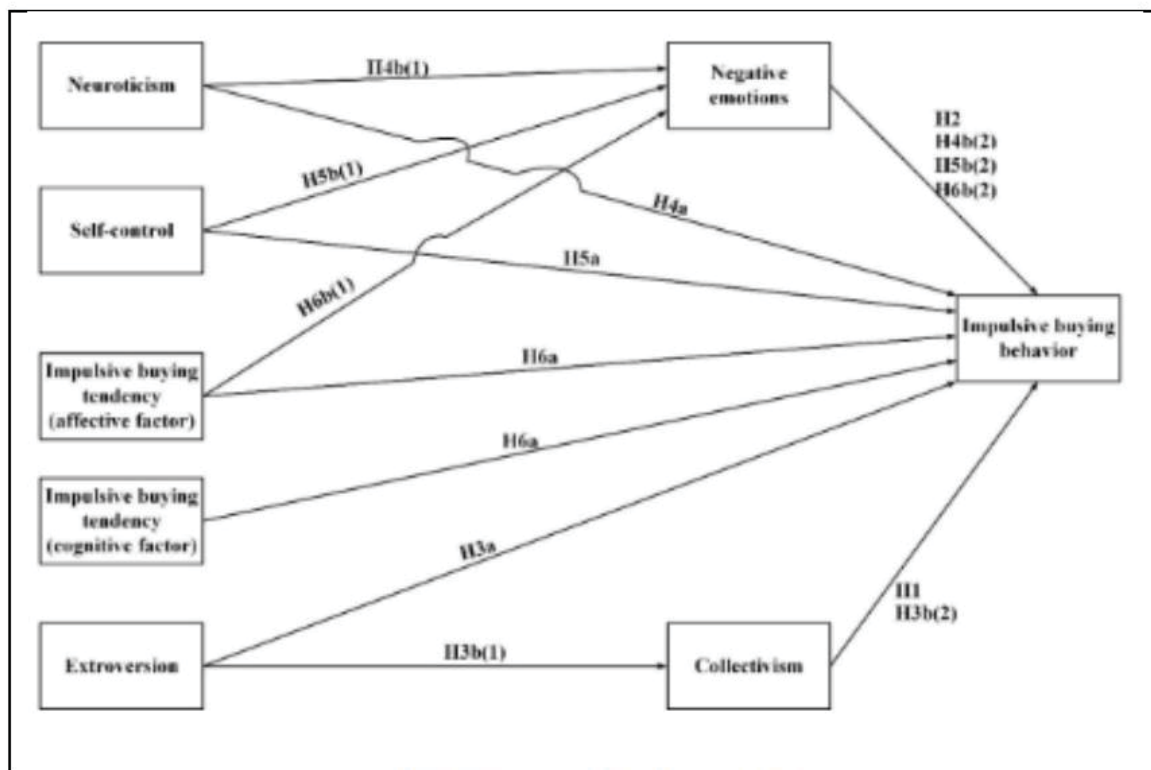 Neuroticism
H4b(1)
Negative
emotions
H2
H4b(2)
H5b(2)
H6b(2)
H5b(1)
H4a
Self-control
H5a
H6b(1)
Impulsive buying
behavior
Impulsive buying
tendency
(affective factor)
H6a
H6a
Impulsive buying
tendency
(cognitive factor)
H3a
H1
H3b(2)
Extroversion
H3b(1)
Collectivism